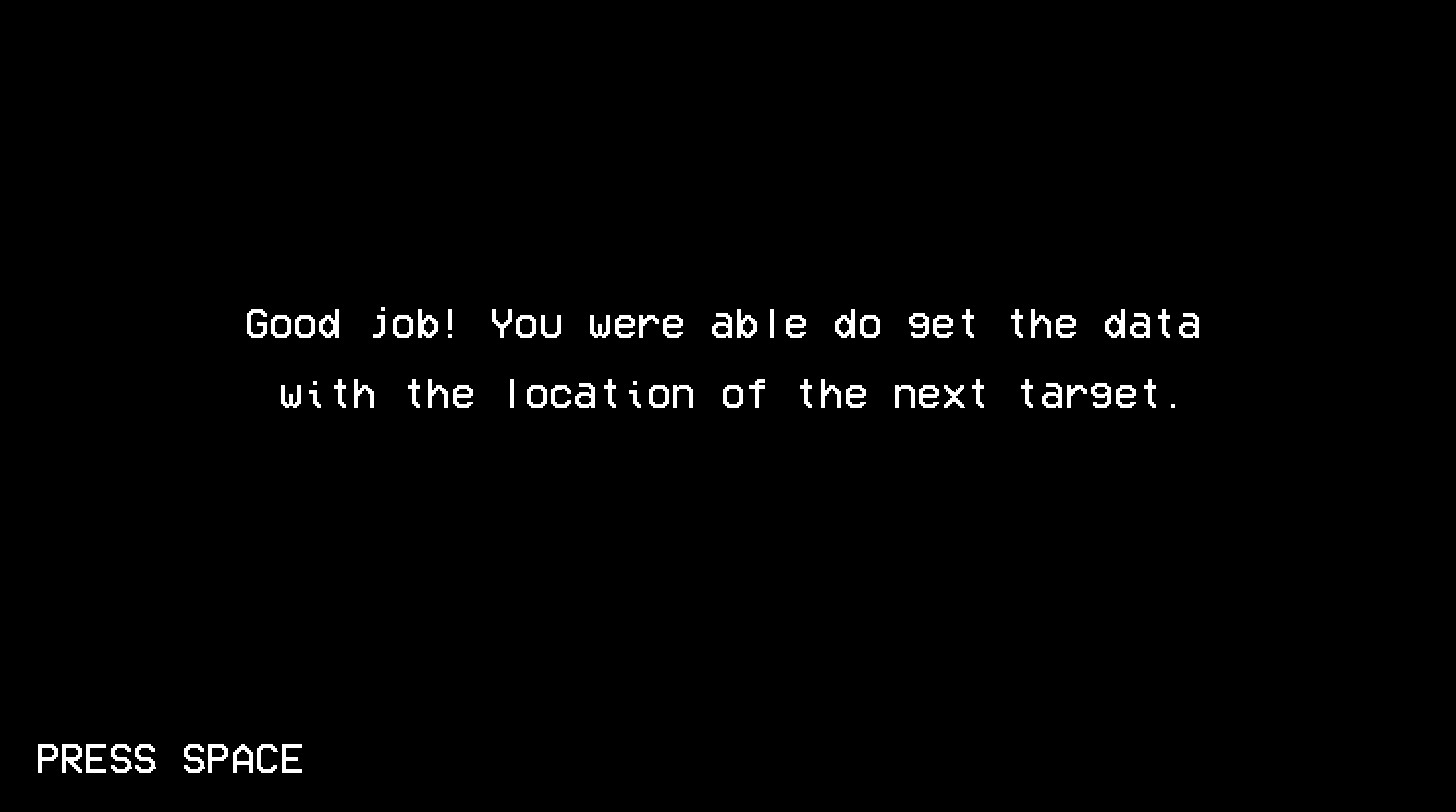 Good job! You were able do get the data
with the location of the next target.
PRESS SPACE